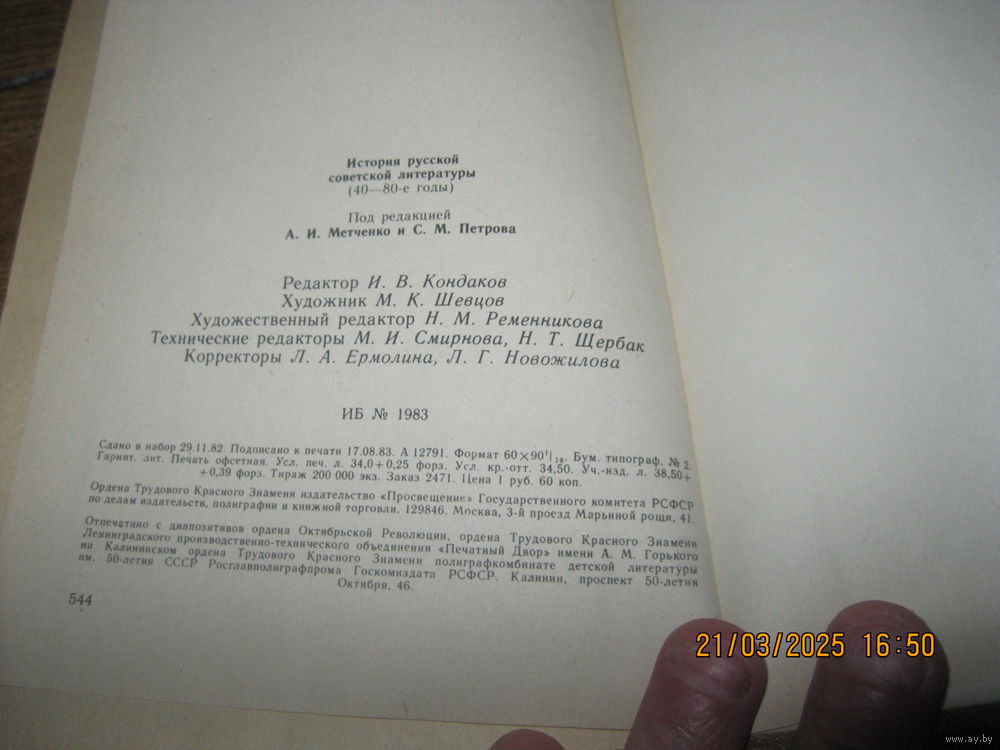 История русской
советской литературы
(40—80-е годы)
Под редакцией
А. И. Метченко и С. М. Петрова
Редактор И. В. Кондаков
Художник М. К. Шевцов
Художественный редактор Н. М. Ременникова
Технические редакторы М. И. Смирнова, Н. Т. Щербак
Корректоры Л. А. Ермолина, Л. Г. Новожилова
ИБ № 1983
Сдано в набор 29.11.82. Подписано к печати 17.08.83. А 12791. Формат 60×90¹/₁₆. Бум. типограф. № 2.
Гарнит. лит. Печать офсетная. Усл. печ. л. 34,0+0,25 форз. Усл. кр.-отт. 34,50. Уч.-изд. л. 38,50+
+0,39 форз. Тираж 200 000 экз. Заказ 2471. Цена 1 руб. 60 коп.
Ордена Трудового Красного Знамени издательство «Просвещение» Государственного комитета РСФСР
по делам издательств, полиграфии и книжной торговли. 129846. Москва, 3-й проезд Марьиной рощи, 41.
Отпечатано с диапозитивов ордена Октябрьской Революции, ордена Трудового Красного Знамени
Ленинградского производственно-технического объединения «Печатный Двор» имени А. М. Горького
на Калининском ордена Трудового Красного Знамени полиграфкомбинате детской литературы
им. 50-летия СССР Росглавполиграфпрома Госкомиздата РСФСР. Калинин, проспект 50-летия
Октября, 46.
544
21/03/2025 16:50
www.ay.by